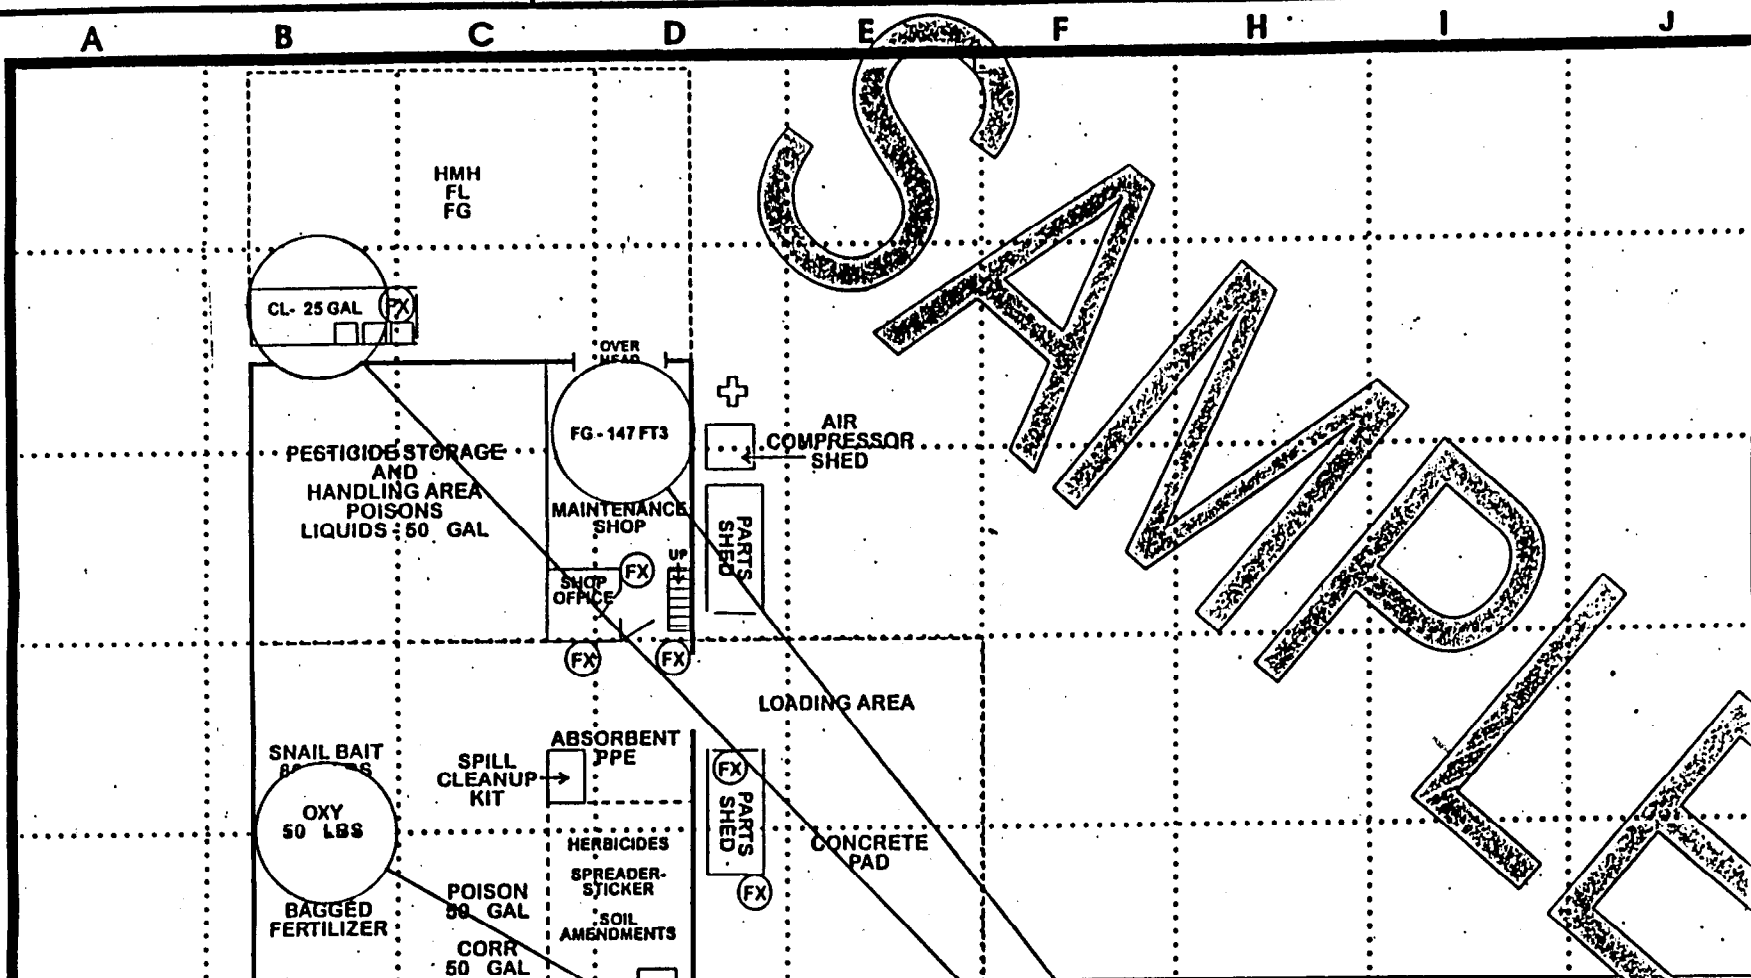 A B C D E F H I J
HMH
FL
FG
CL- 25 GAL
FX
OVER
HEAD
FG - 147 FT3
AIR
COMPRESSOR
SHED
PESTICIDE STORAGE
AND
HANDLING AREA
POISONS
LIQUIDS - 50 GAL
MAINTENANCE
SHOP
PARTS
SHED
UP
FX
SHOP
OFFICE
FX
FX
LOADING AREA
ABSORBENT
PPE
SNAIL BAIT
SPILL
CLEANUP
KIT
FX
PARTS
SHED
OXY
50 LBS
CONCRETE
PAD
HERBICIDES
SPREADER-
STICKER
FX
POISON
50 GAL
BAGGED
FERTILIZER
SOIL
AMENDMENTS
CORR
50 GAL
SAMPLE